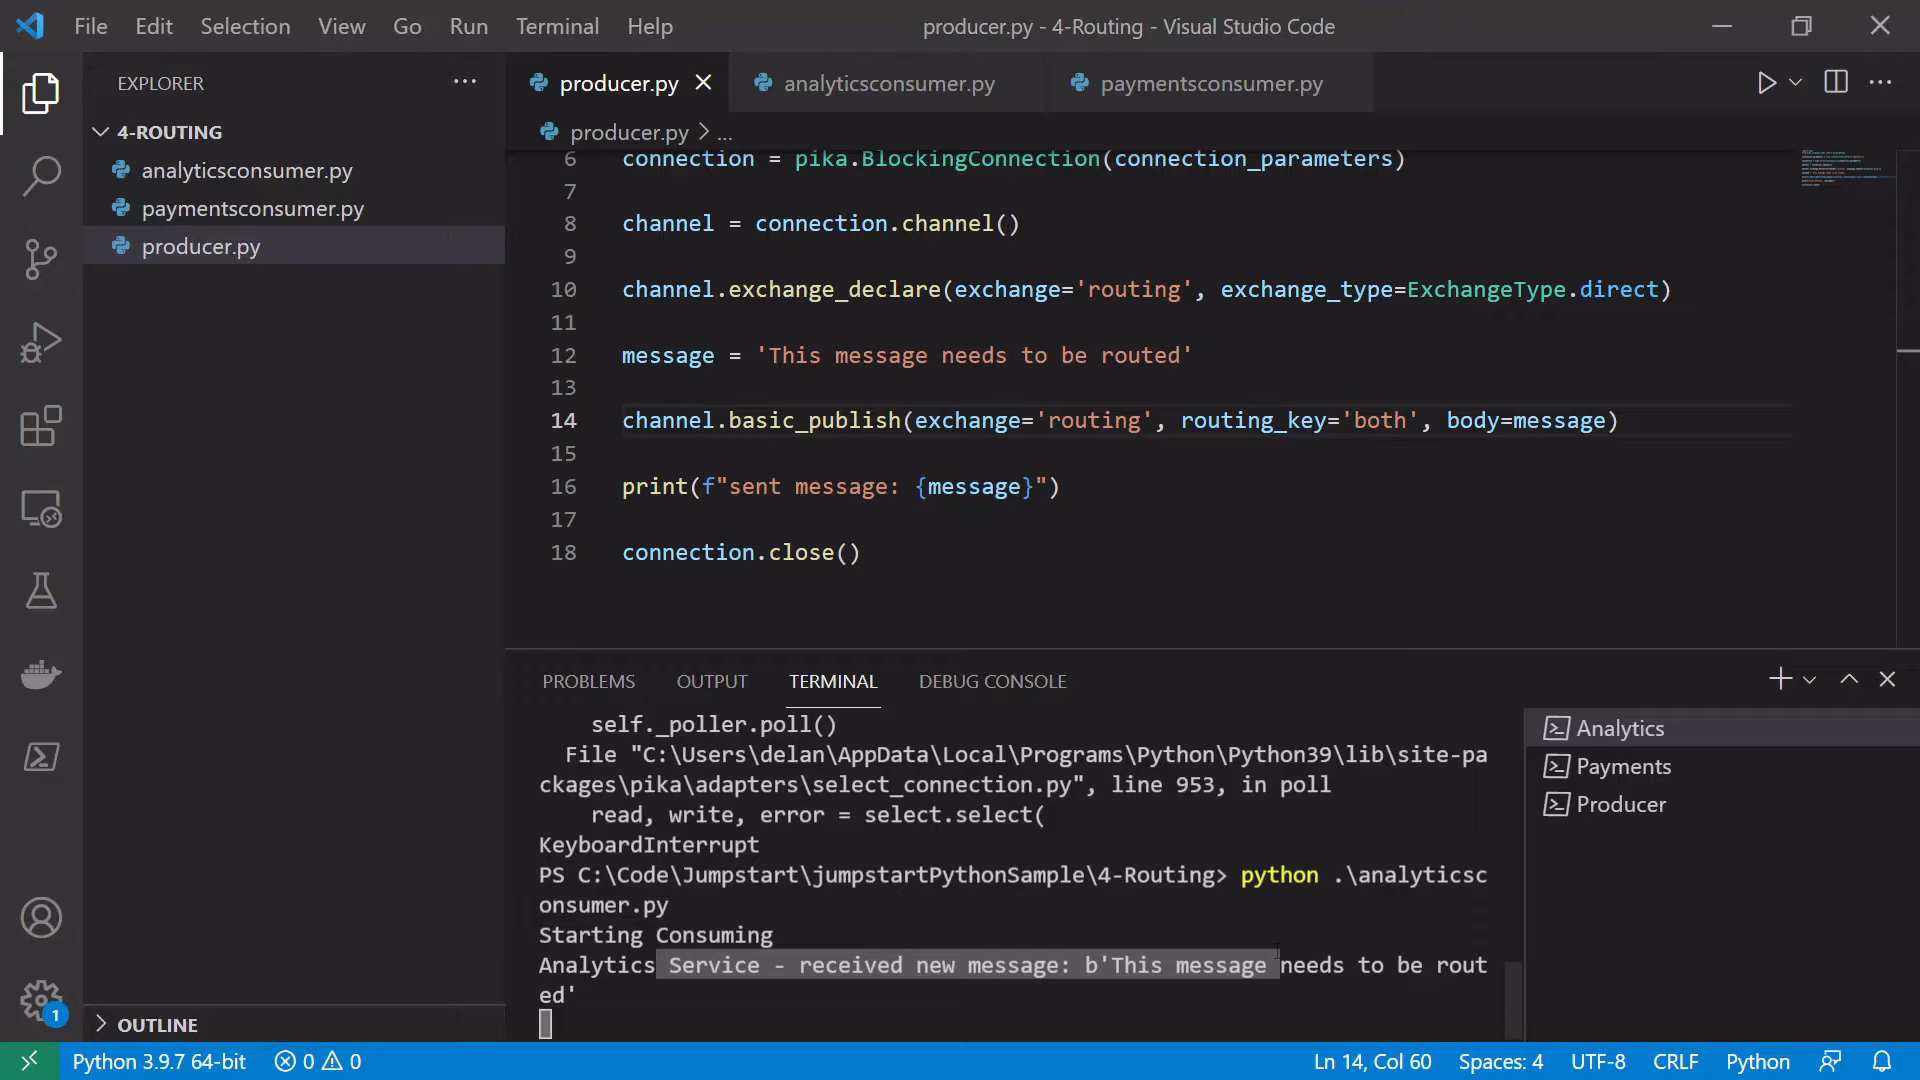 File Edit Selection View Go Run Terminal Help
producer.py - 4-Routing - Visual Studio Code
EXPLORER
4-ROUTING
analyticsconsumer.py
paymentsconsumer.py
producer.py
OUTLINE
producer.py
analyticsconsumer.py
paymentsconsumer.py
producer.py > ...
6 connection = pika.BlockingConnection(connection_parameters)
7
8 channel = connection.channel()
9
10 channel.exchange_declare(exchange='routing', exchange_type=ExchangeType.direct)
11
12 message = 'This message needs to be routed'
13
14 channel.basic_publish(exchange='routing', routing_key='both', body=message)
15
16 print(f"sent message: {message}")
17
18 connection.close()
PROBLEMS OUTPUT TERMINAL DEBUG CONSOLE
self._poller.poll()
File "C:\Users\delan\AppData\Local\Programs\Python\Python39\lib\site-pa
ckages\pika\adapters\select_connection.py", line 953, in poll
read, write, error = select.select(
KeyboardInterrupt
PS C:\Code\Jumpstart\jumpstartPythonSample\4-Routing> python .\analyticsc
onsumer.py
Starting Consuming
Analytics Service - received new message: b'This message needs to be rout
ed'
Analytics
Payments
Producer
1
Python 3.9.7 64-bit 0 0
Ln 14, Col 60 Spaces: 4 UTF-8 CRLF Python